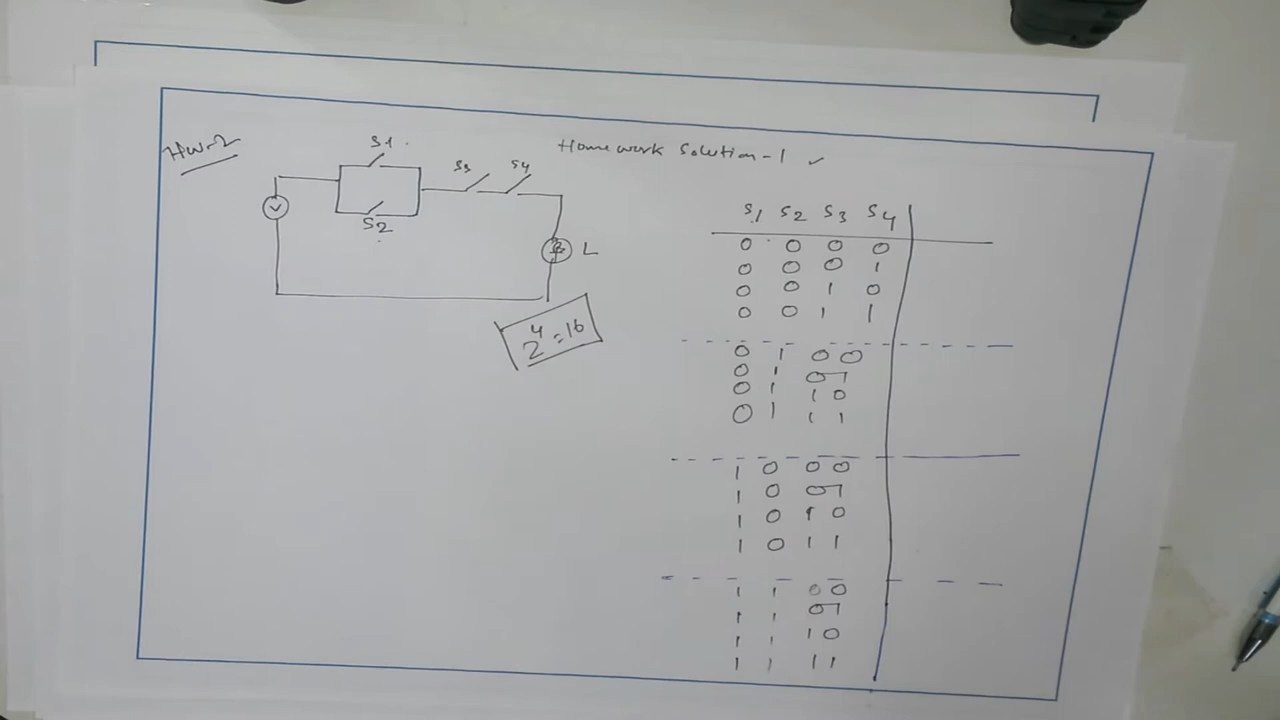 HW-2
Homework Solution-1 ✓
S1
S3 S4
S2
V
L
2^4=16
S1 S2 S3 S4
0 0 0 0
0 0 0 1
0 0 1 0
0 0 1 1
0 1 0 0
0 1 0 1
0 1 1 0
0 1 1 1
1 0 0 0
1 0 0 1
1 0 1 0
1 0 1 1
1 1 0 0
1 1 0 1
1 1 1 0
1 1 1 1